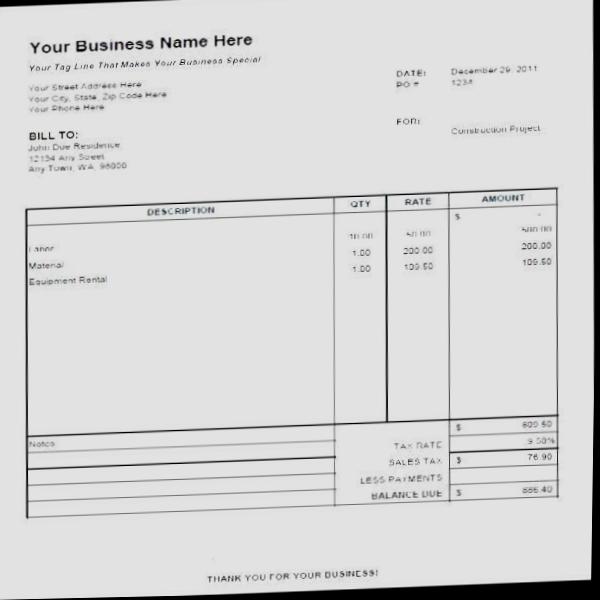 Your Business Name Here
Your Tag Line That Makes Your Business Special
Your Street Address Here
Your City, State, Zip Code Here
Your Phone Here
DATE: December 29, 2011
PO # 1234
FOR: Construction Project
BILL TO:
John Due Residence
12134 Any Street
Any Town, WA, 98000
DESCRIPTION QTY RATE AMOUNT
$ -
Labor 10.00 50.00 500.00
Material 1.00 200.00 200.00
Equipment Rental 1.00 109.50 109.50
$ 809.50
Notes
TAX RATE 9.50%
SALES TAX $ 76.90
LESS PAYMENTS
BALANCE DUE $ 886.40
THANK YOU FOR YOUR BUSINESS!